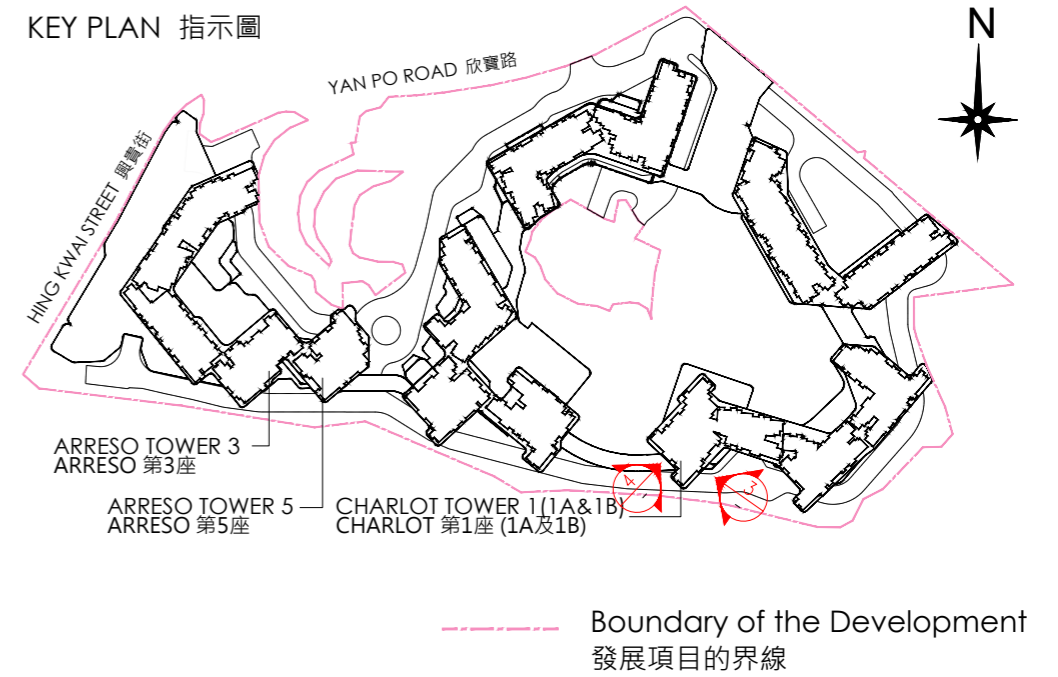 KEY PLAN 指示圖
N
YAN PO ROAD 欣寶路
HING KWAI STREET 興貴街
ARRESO TOWER 3
ARRESO 第3座
ARRESO TOWER 5
ARRESO 第5座
CHARLOT TOWER 1(1A&1B)
CHARLOT 第1座 (1A及1B)
4
-
3
-
Boundary of the Development
發展項目的界線